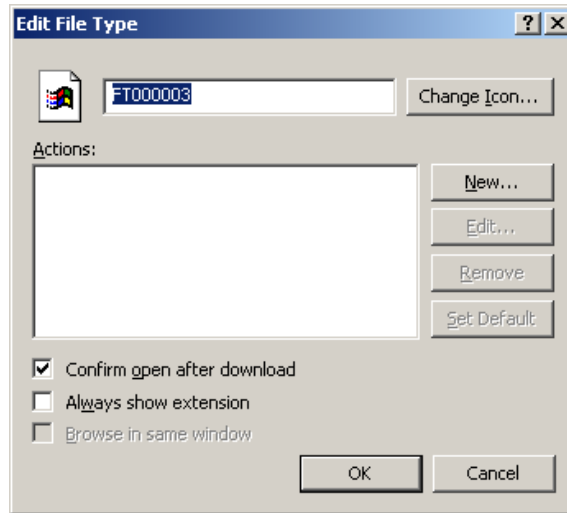 Edit File Type
FT000003
Change Icon...
Actions:
New...
Edit...
Remove
Set Default
Confirm open after download
Always show extension
Browse in same window
OK
Cancel